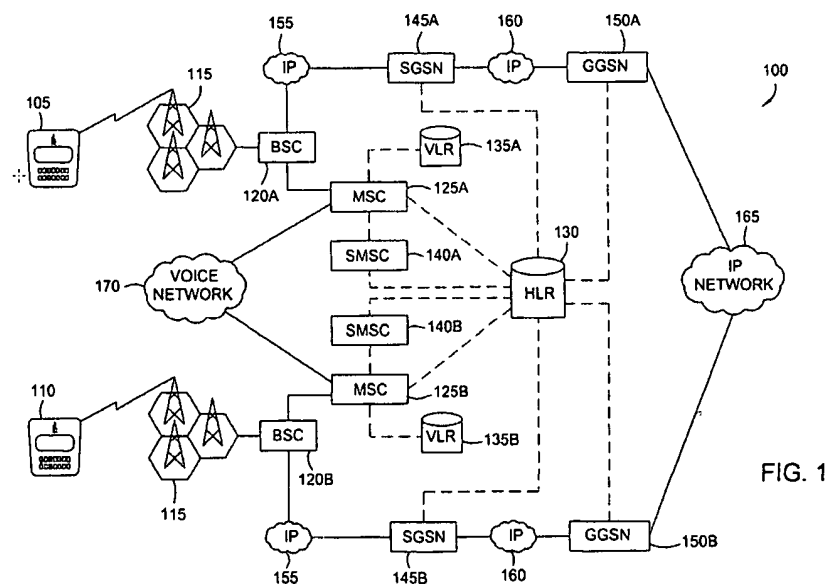 155
145A
160
150A
100
IP
SGSN
IP
GGSN
105
115
BSC
120A
VLR
135A
MSC
125A
SMSC
140A
130
HLR
165
IP
NETWORK
170
VOICE
NETWORK
SMSC
140B
MSC
125B
110
BSC
120B
VLR
135B
115
FIG. 1
IP
SGSN
IP
GGSN
155
145B
160
150B